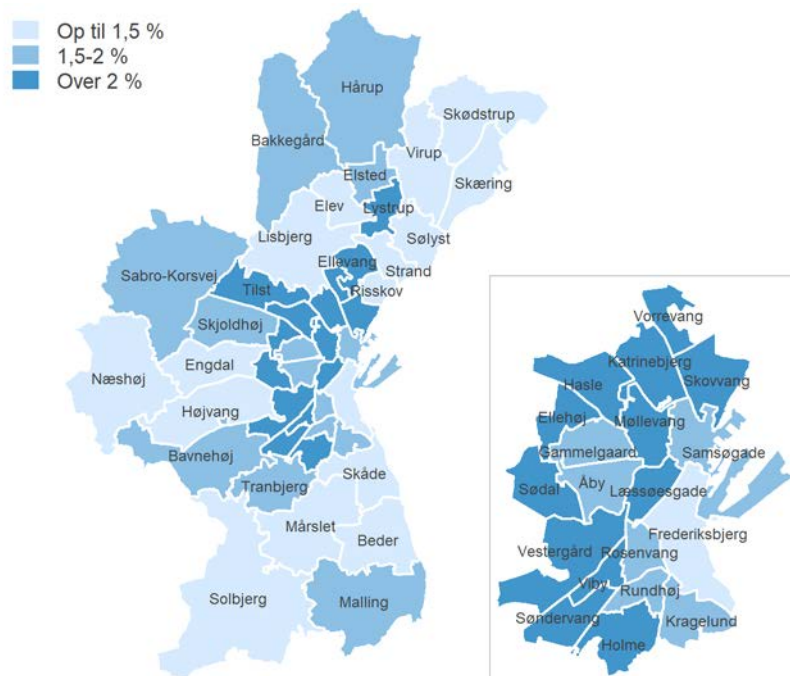 Op til 1,5 %
1,5-2 %
Over 2 %
Hårup
Bakkegård
Skødstrup
Virup
Elsted
Skæring
Elev
Lystrup
Lisbjerg
Sølyst
Ellevang
Strand
Sabro-Korsvej
Tilst
Risskov
Skjoldhøj
Engdal
Næshøj
Højvang
Bavnehøj
Skåde
Tranbjerg
Mårslet
Beder
Solbjerg
Malling
Vorrevang
Katrinebjerg
Skovvang
Hasle
Ellehøj
Møllevang
Gammelgaard
Samsøgade
Åby
Sødal
Læssøesgade
Frederiksbjerg
Vestergård
Rosenvang
Viby
Rundhøj
Søndervang
Kragelund
Holme